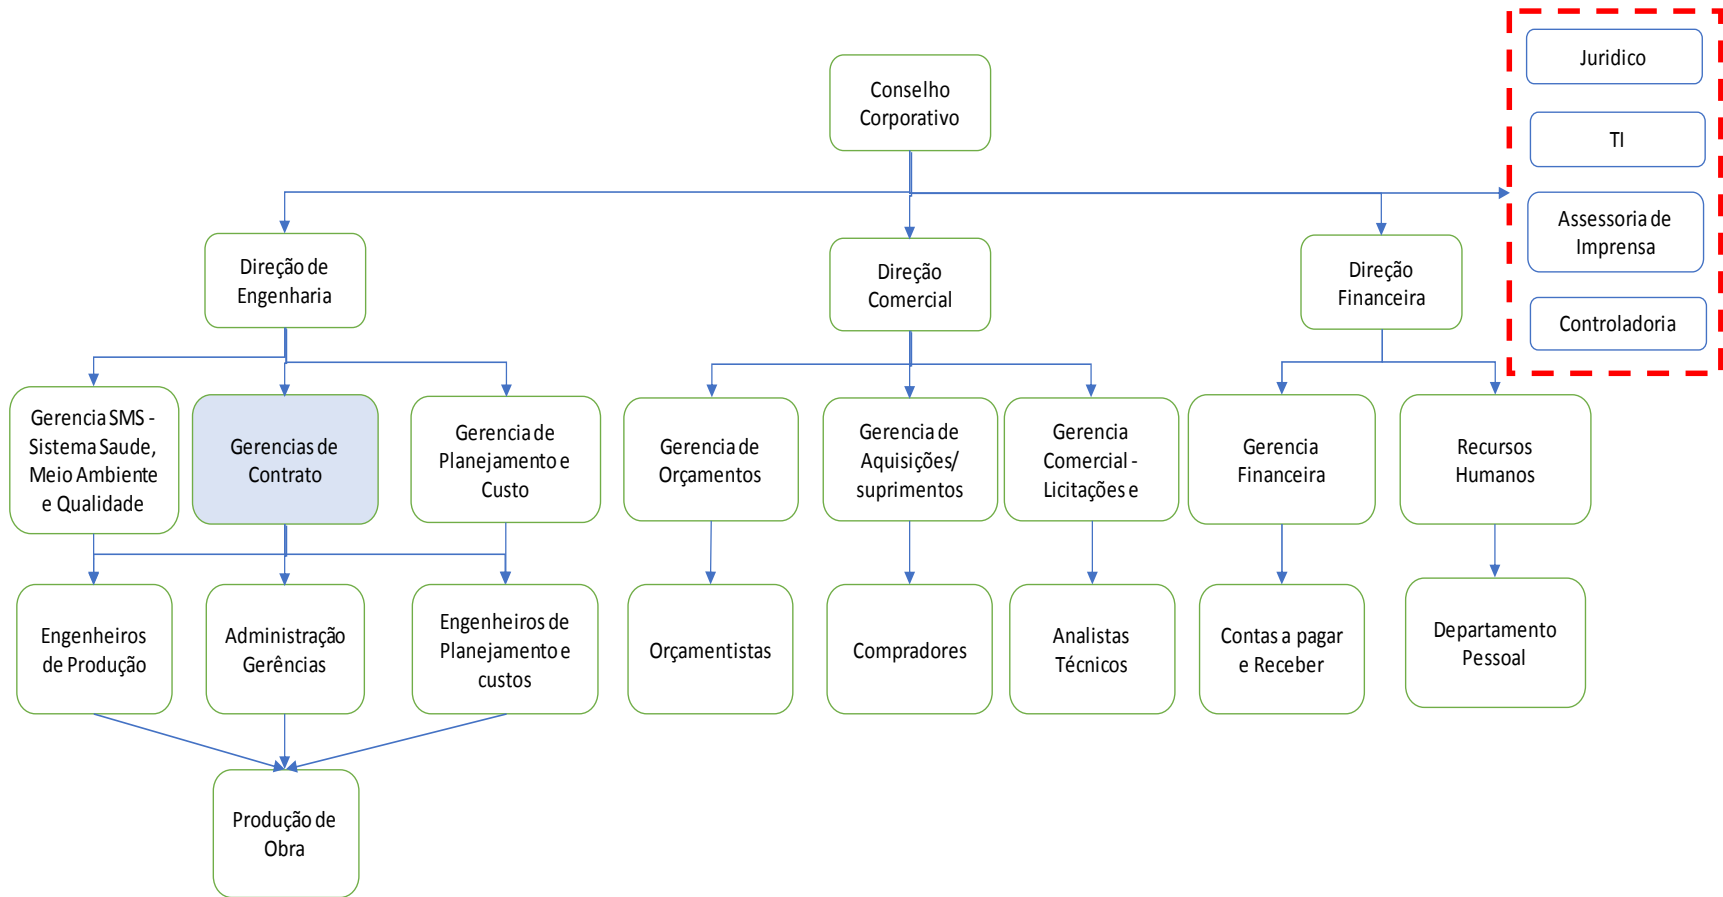 Juridico
Conselho
Corporativo
TI
Assessoria de
Imprensa
Direção de
Engenharia
Direção
Comercial
Direção
Financeira
Controladoria
Gerencia SMS -
Sistema Saude,
Meio Ambiente
e Qualidade
Gerencias de
Contrato
Gerencia de
Planejamento e
Custo
Gerencia de
Orçamentos
Gerencia de
Aquisições/
suprimentos
Gerencia
Comercial -
Licitações e
Gerencia
Financeira
Recursos
Humanos
Engenheiros
de Produção
Administração
Gerências
Engenheiros de
Planejamento e
custos
Orçamentistas
Compradores
Analistas
Técnicos
Contas a pagar
e Receber
Departamento
Pessoal
Produção de
Obra